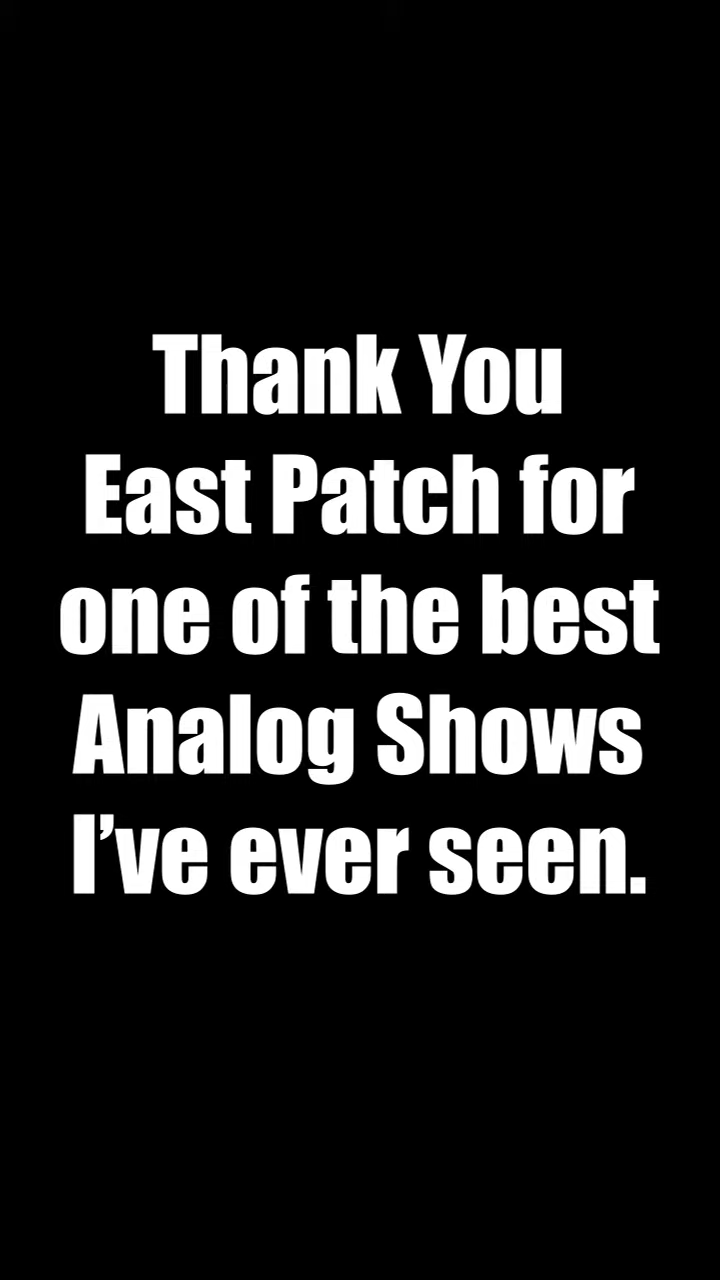 Thank You
East Patch for
one of the best
Analog Shows
I’ve ever seen.